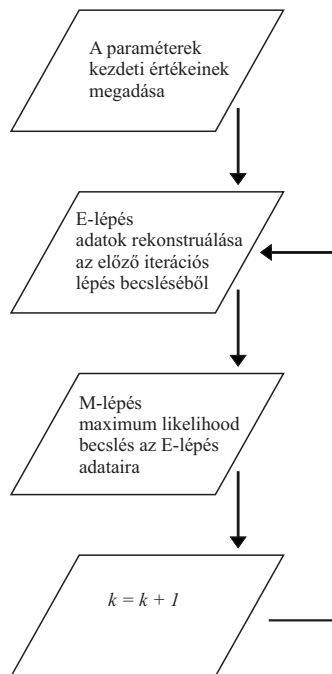 A paraméterek
kezdeti értékeinek
megadása
E-lépés
adatok rekonstruálása
az előző iterációs
lépés becsléséből
M-lépés
maximum likelihood
becslés az E-lépés
adataira
k = k + 1